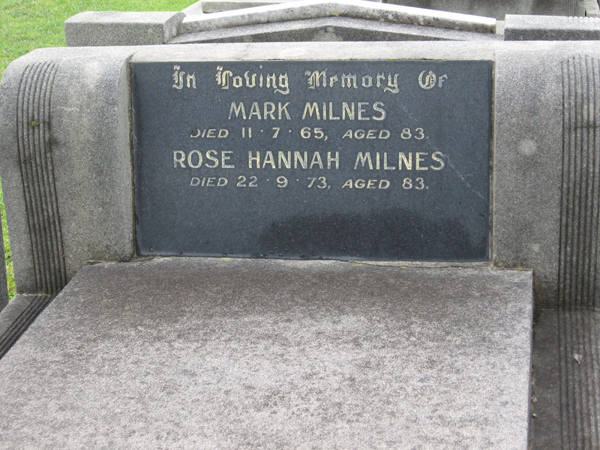 In Loving Memory Of
MARK MILNES
DIED 11·7·65, AGED 83.
ROSE HANNAH MILNES
DIED 22·9·73, AGED 83.